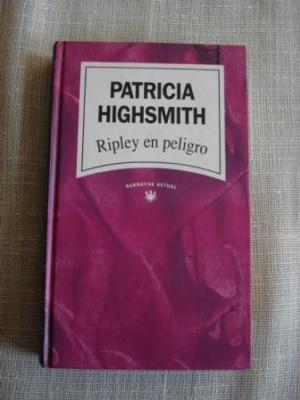 PATRICIA
HIGHSMITH
Ripley en peligro
NARRATIVA ACTUAL